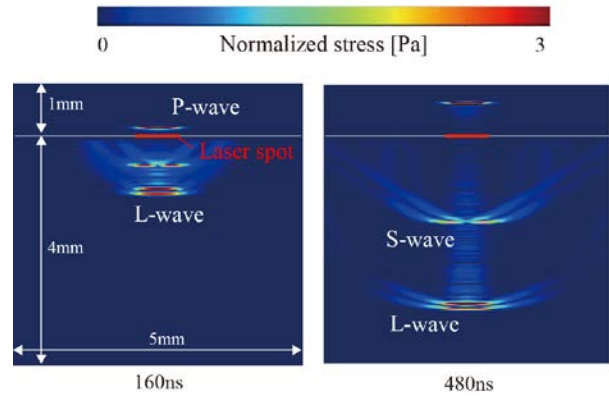 0 Normalized stress [Pa] 3
1mm
P-wave
Laser spot
L-wave
4mm
5mm
160ns
S-wave
L-wave
480ns